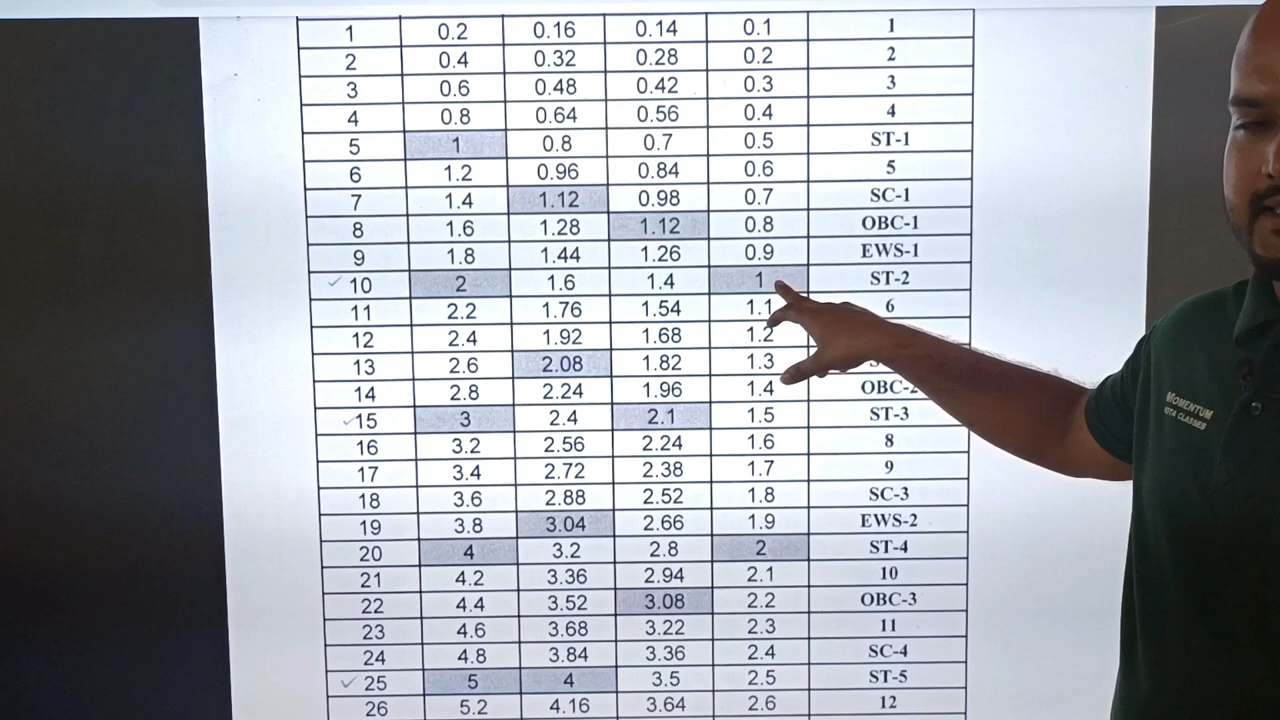 1 0.2 0.16 0.14 0.1 1
2 0.4 0.32 0.28 0.2 2
3 0.6 0.48 0.42 0.3 3
4 0.8 0.64 0.56 0.4 4
5 1 0.8 0.7 0.5 ST-1
6 1.2 0.96 0.84 0.6 5
7 1.4 1.12 0.98 0.7 SC-1
8 1.6 1.28 1.12 0.8 OBC-1
9 1.8 1.44 1.26 0.9 EWS-1
10 2 1.6 1.4 1 ST-2
11 2.2 1.76 1.54 1.1 6
12 2.4 1.92 1.68 1.2
13 2.6 2.08 1.82 1.3
14 2.8 2.24 1.96 1.4 OBC-2
15 3 2.4 2.1 1.5 ST-3
16 3.2 2.56 2.24 1.6 8
17 3.4 2.72 2.38 1.7 9
18 3.6 2.88 2.52 1.8 SC-3
19 3.8 3.04 2.66 1.9 EWS-2
20 4 3.2 2.8 2 ST-4
21 4.2 3.36 2.94 2.1 10
22 4.4 3.52 3.08 2.2 OBC-3
23 4.6 3.68 3.22 2.3 11
24 4.8 3.84 3.36 2.4 SC-4
25 5 4 3.5 2.5 ST-5
26 5.2 4.16 3.64 2.6 12
MOMENTUM
CLASSES